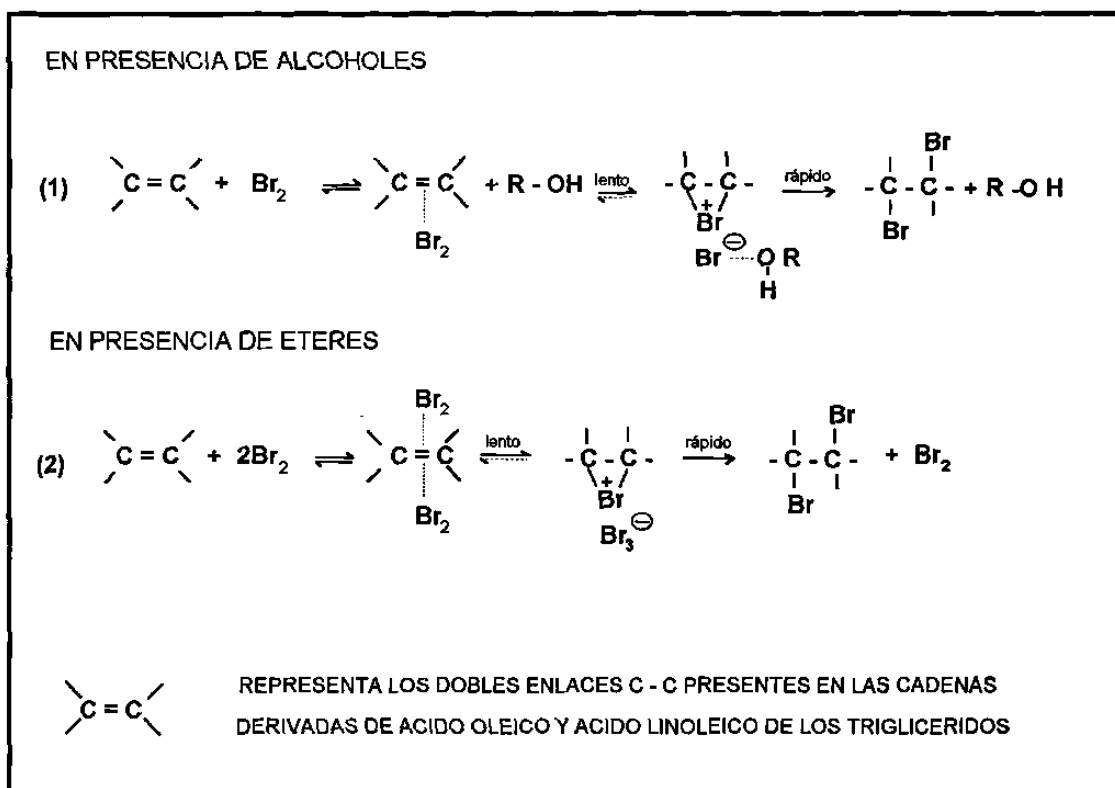 EN PRESENCIA DE ALCOHOLES
(1) C = C + Br2 ⇌ C = C Br2 + R - OH lento - C - C - Br + Br ⊖ O R H rápido Br - C - C - Br + R - O H
EN PRESENCIA DE ETERES
(2) C = C + 2Br2 ⇌ Br2 C = C Br2 lento - C - C - Br + Br3 ⊖ rápido Br - C - C - Br + Br2
C = C REPRESENTA LOS DOBLES ENLACES C - C PRESENTES EN LAS CADENAS
DERIVADAS DE ACIDO OLEICO Y ACIDO LINOLEICO DE LOS TRIGLICERIDOS